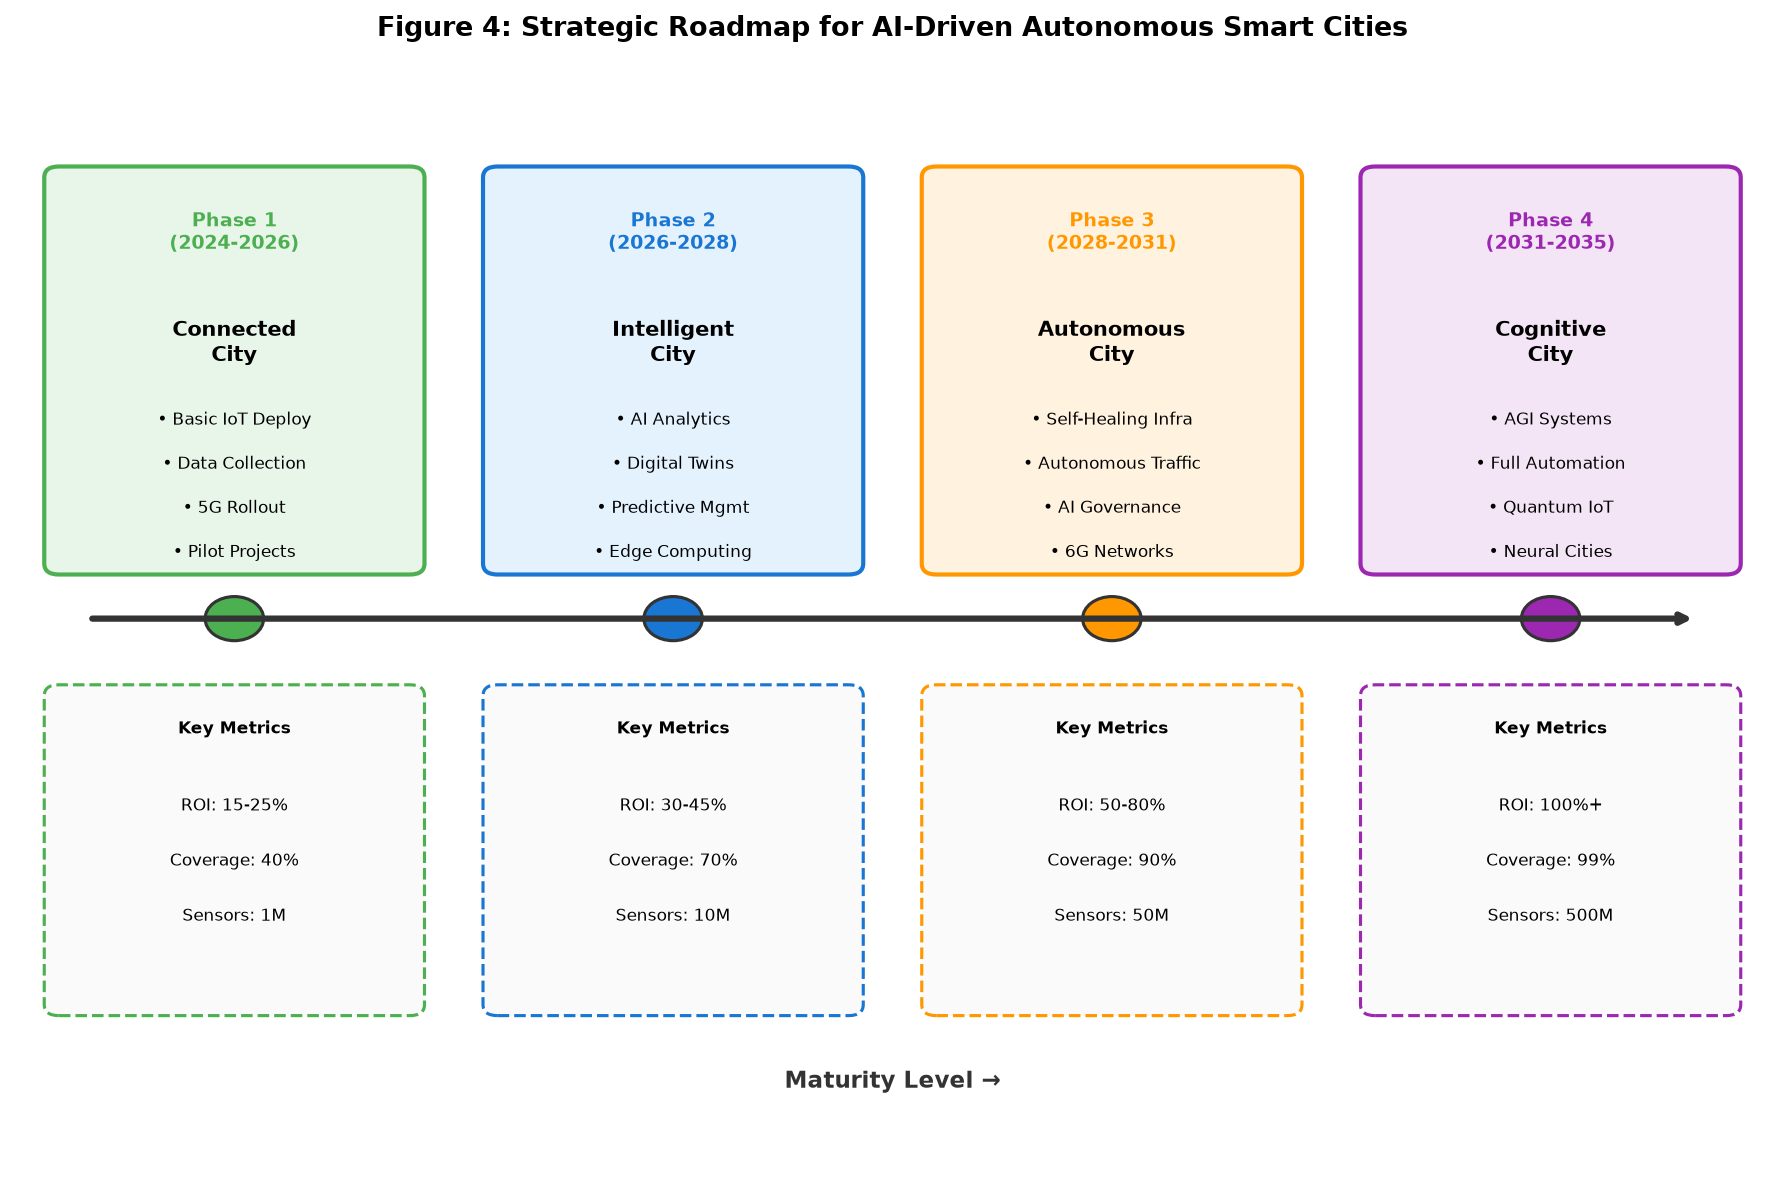 Figure 4: Strategic Roadmap for AI-Driven Autonomous Smart Cities
Phase 1
(2024-2026)
Connected
City
• Basic IoT Deploy
• Data Collection
• 5G Rollout
• Pilot Projects
Phase 2
(2026-2028)
Intelligent
City
• AI Analytics
• Digital Twins
• Predictive Mgmt
• Edge Computing
Phase 3
(2028-2031)
Autonomous
City
• Self-Healing Infra
• Autonomous Traffic
• AI Governance
• 6G Networks
Phase 4
(2031-2035)
Cognitive
City
• AGI Systems
• Full Automation
• Quantum IoT
• Neural Cities
Key Metrics
ROI: 15-25%
Coverage: 40%
Sensors: 1M
Key Metrics
ROI: 30-45%
Coverage: 70%
Sensors: 10M
Key Metrics
ROI: 50-80%
Coverage: 90%
Sensors: 50M
Key Metrics
ROI: 100%+
Coverage: 99%
Sensors: 500M
Maturity Level →